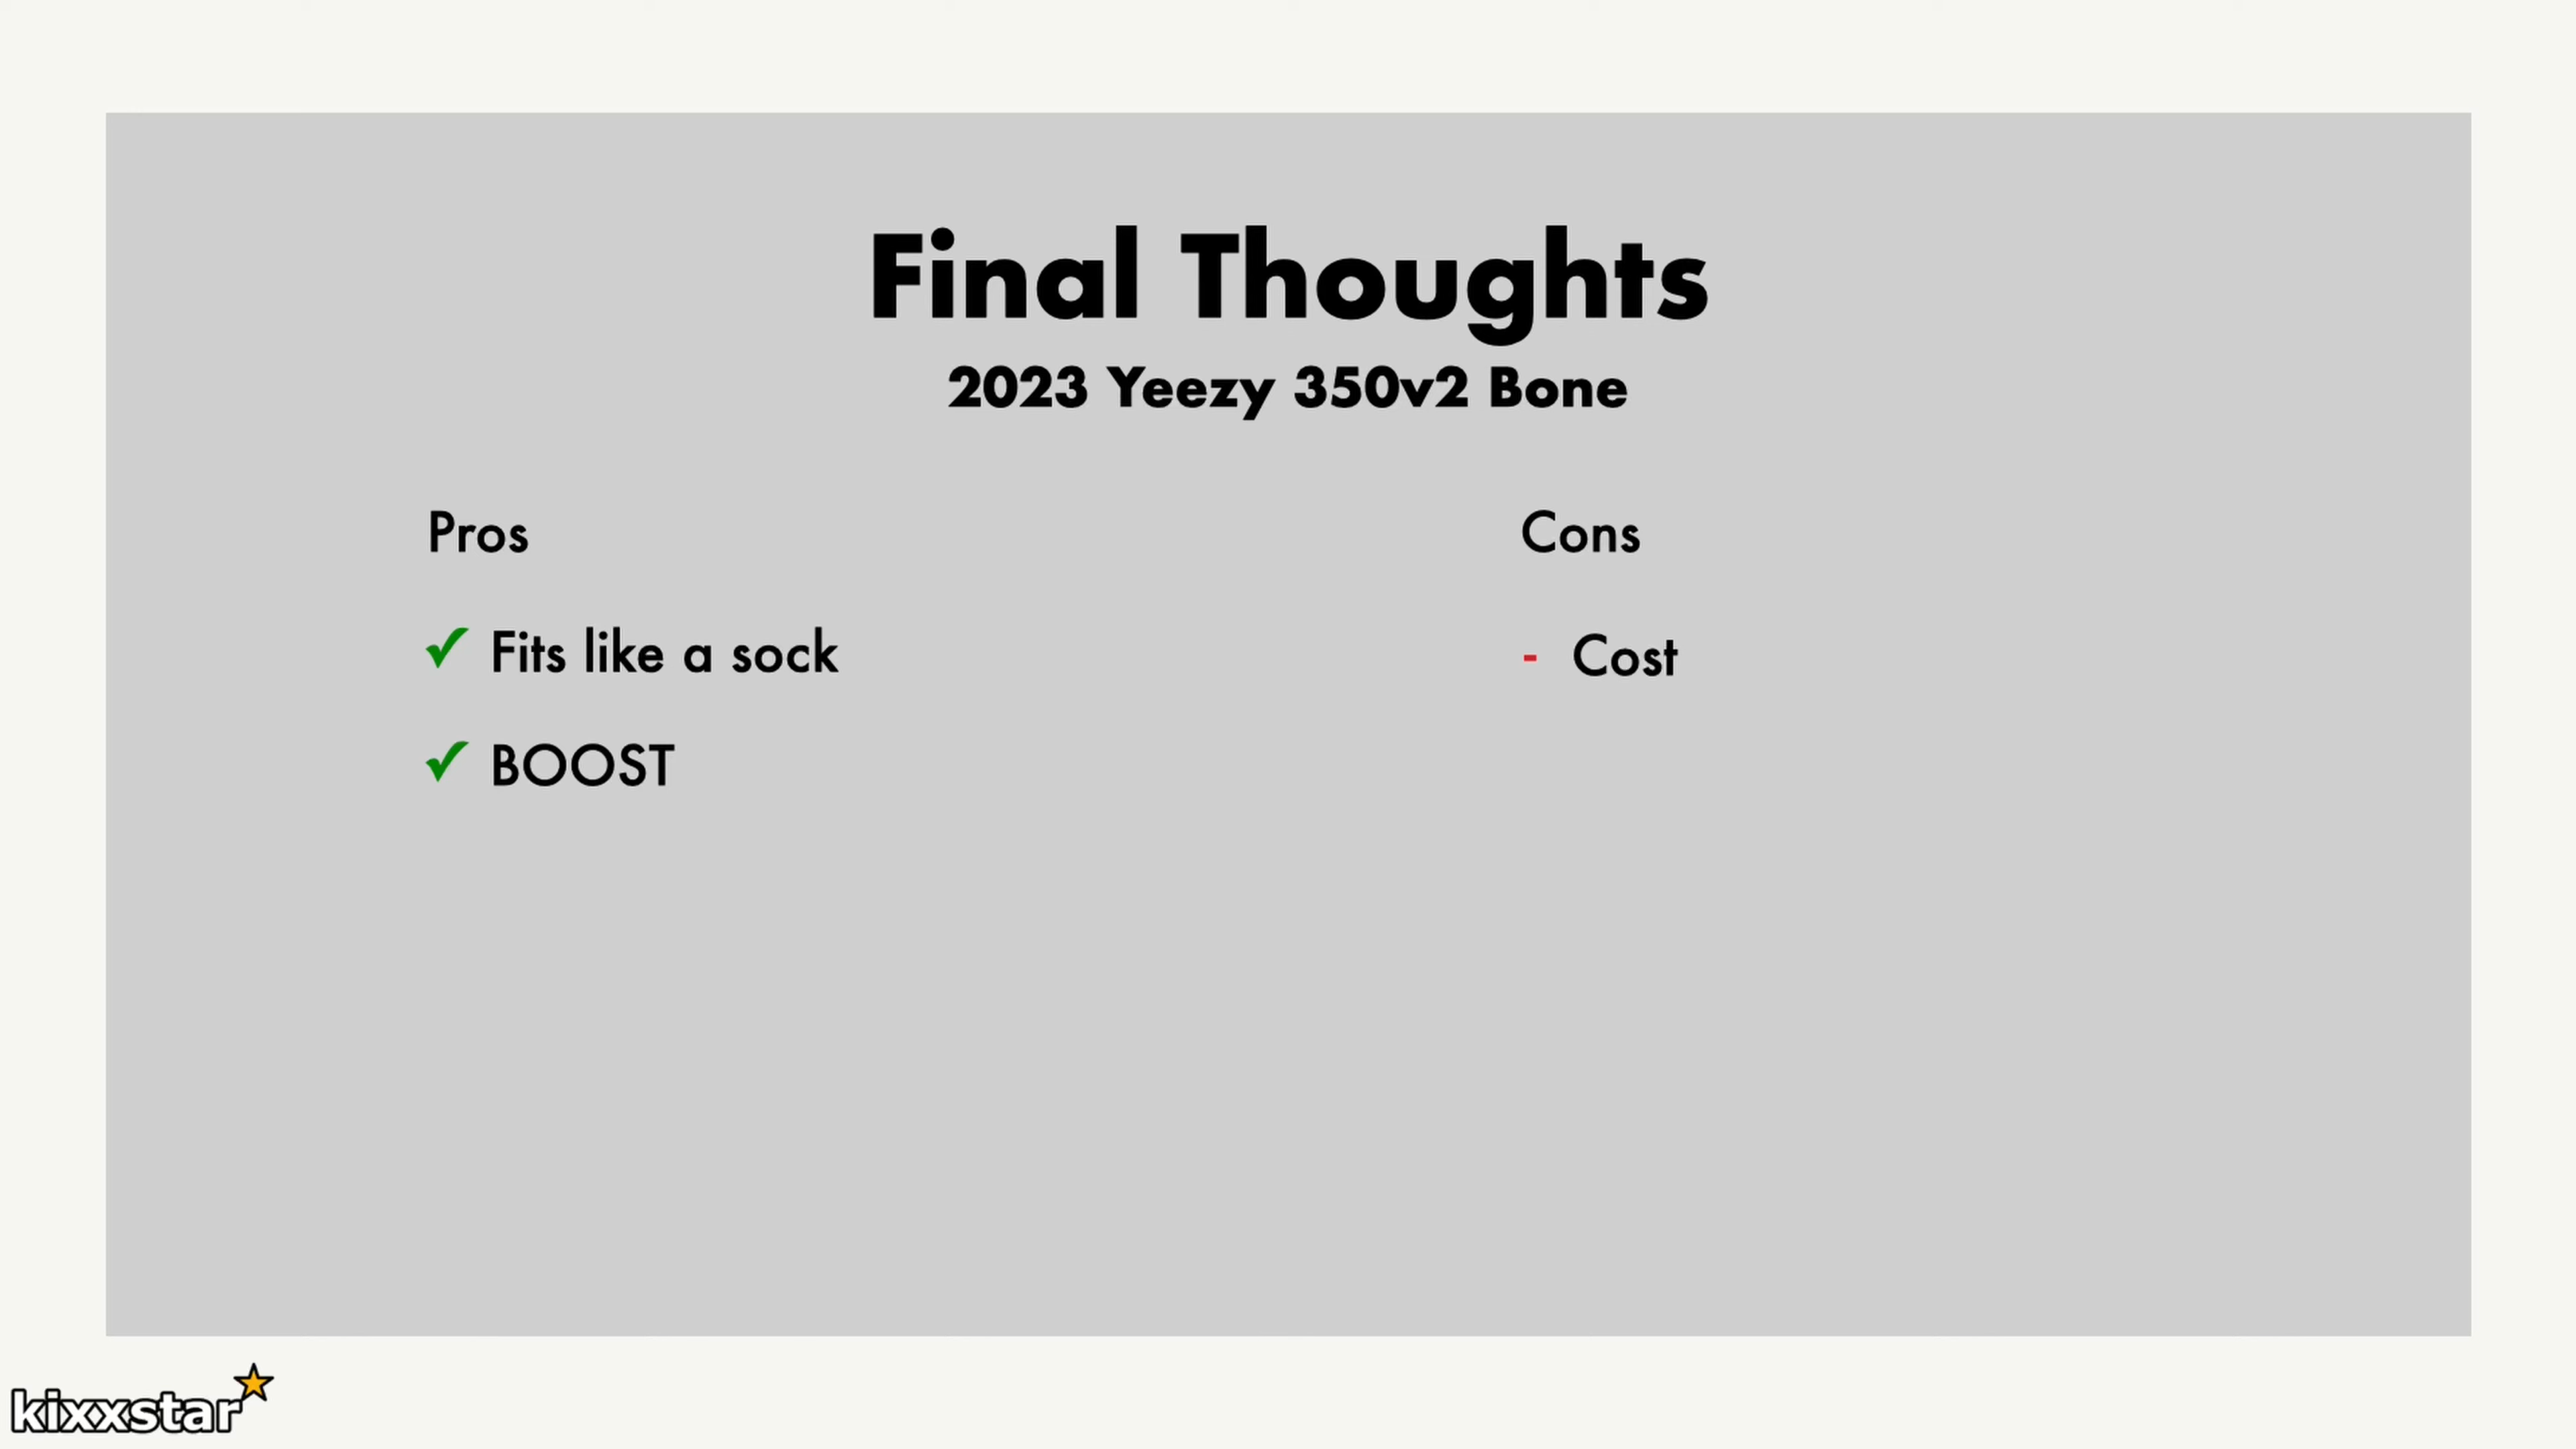 Final Thoughts
2023 Yeezy 350v2 Bone
Pros
✓ Fits like a sock
✓ BOOST
Cons
- Cost
kixxstar